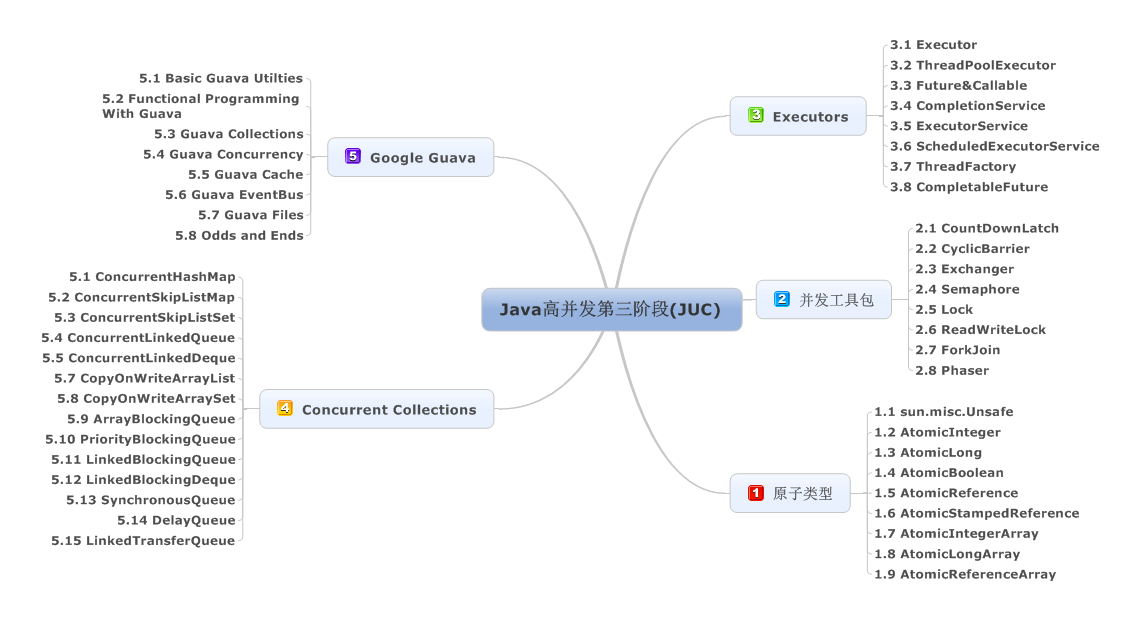 Java高并发第三阶段(JUC)
3 Executors
3.1 Executor
3.2 ThreadPoolExecutor
3.3 Future&Callable
3.4 CompletionService
3.5 ExecutorService
3.6 ScheduledExecutorService
3.7 ThreadFactory
3.8 CompletableFuture
2 并发工具包
2.1 CountDownLatch
2.2 CyclicBarrier
2.3 Exchanger
2.4 Semaphore
2.5 Lock
2.6 ReadWriteLock
2.7 ForkJoin
2.8 Phaser
1 原子类型
1.1 sun.misc.Unsafe
1.2 AtomicInteger
1.3 AtomicLong
1.4 AtomicBoolean
1.5 AtomicReference
1.6 AtomicStampedReference
1.7 AtomicIntegerArray
1.8 AtomicLongArray
1.9 AtomicReferenceArray
5 Google Guava
5.1 Basic Guava Utilties
5.2 Functional Programming
With Guava
5.3 Guava Collections
5.4 Guava Concurrency
5.5 Guava Cache
5.6 Guava EventBus
5.7 Guava Files
5.8 Odds and Ends
4 Concurrent Collections
5.1 ConcurrentHashMap
5.2 ConcurrentSkipListMap
5.3 ConcurrentSkipListSet
5.4 ConcurrentLinkedQueue
5.5 ConcurrentLinkedDeque
5.7 CopyOnWriteArrayList
5.8 CopyOnWriteArraySet
5.9 ArrayBlockingQueue
5.10 PriorityBlockingQueue
5.11 LinkedBlockingQueue
5.12 LinkedBlockingDeque
5.13 SynchronousQueue
5.14 DelayQueue
5.15 LinkedTransferQueue